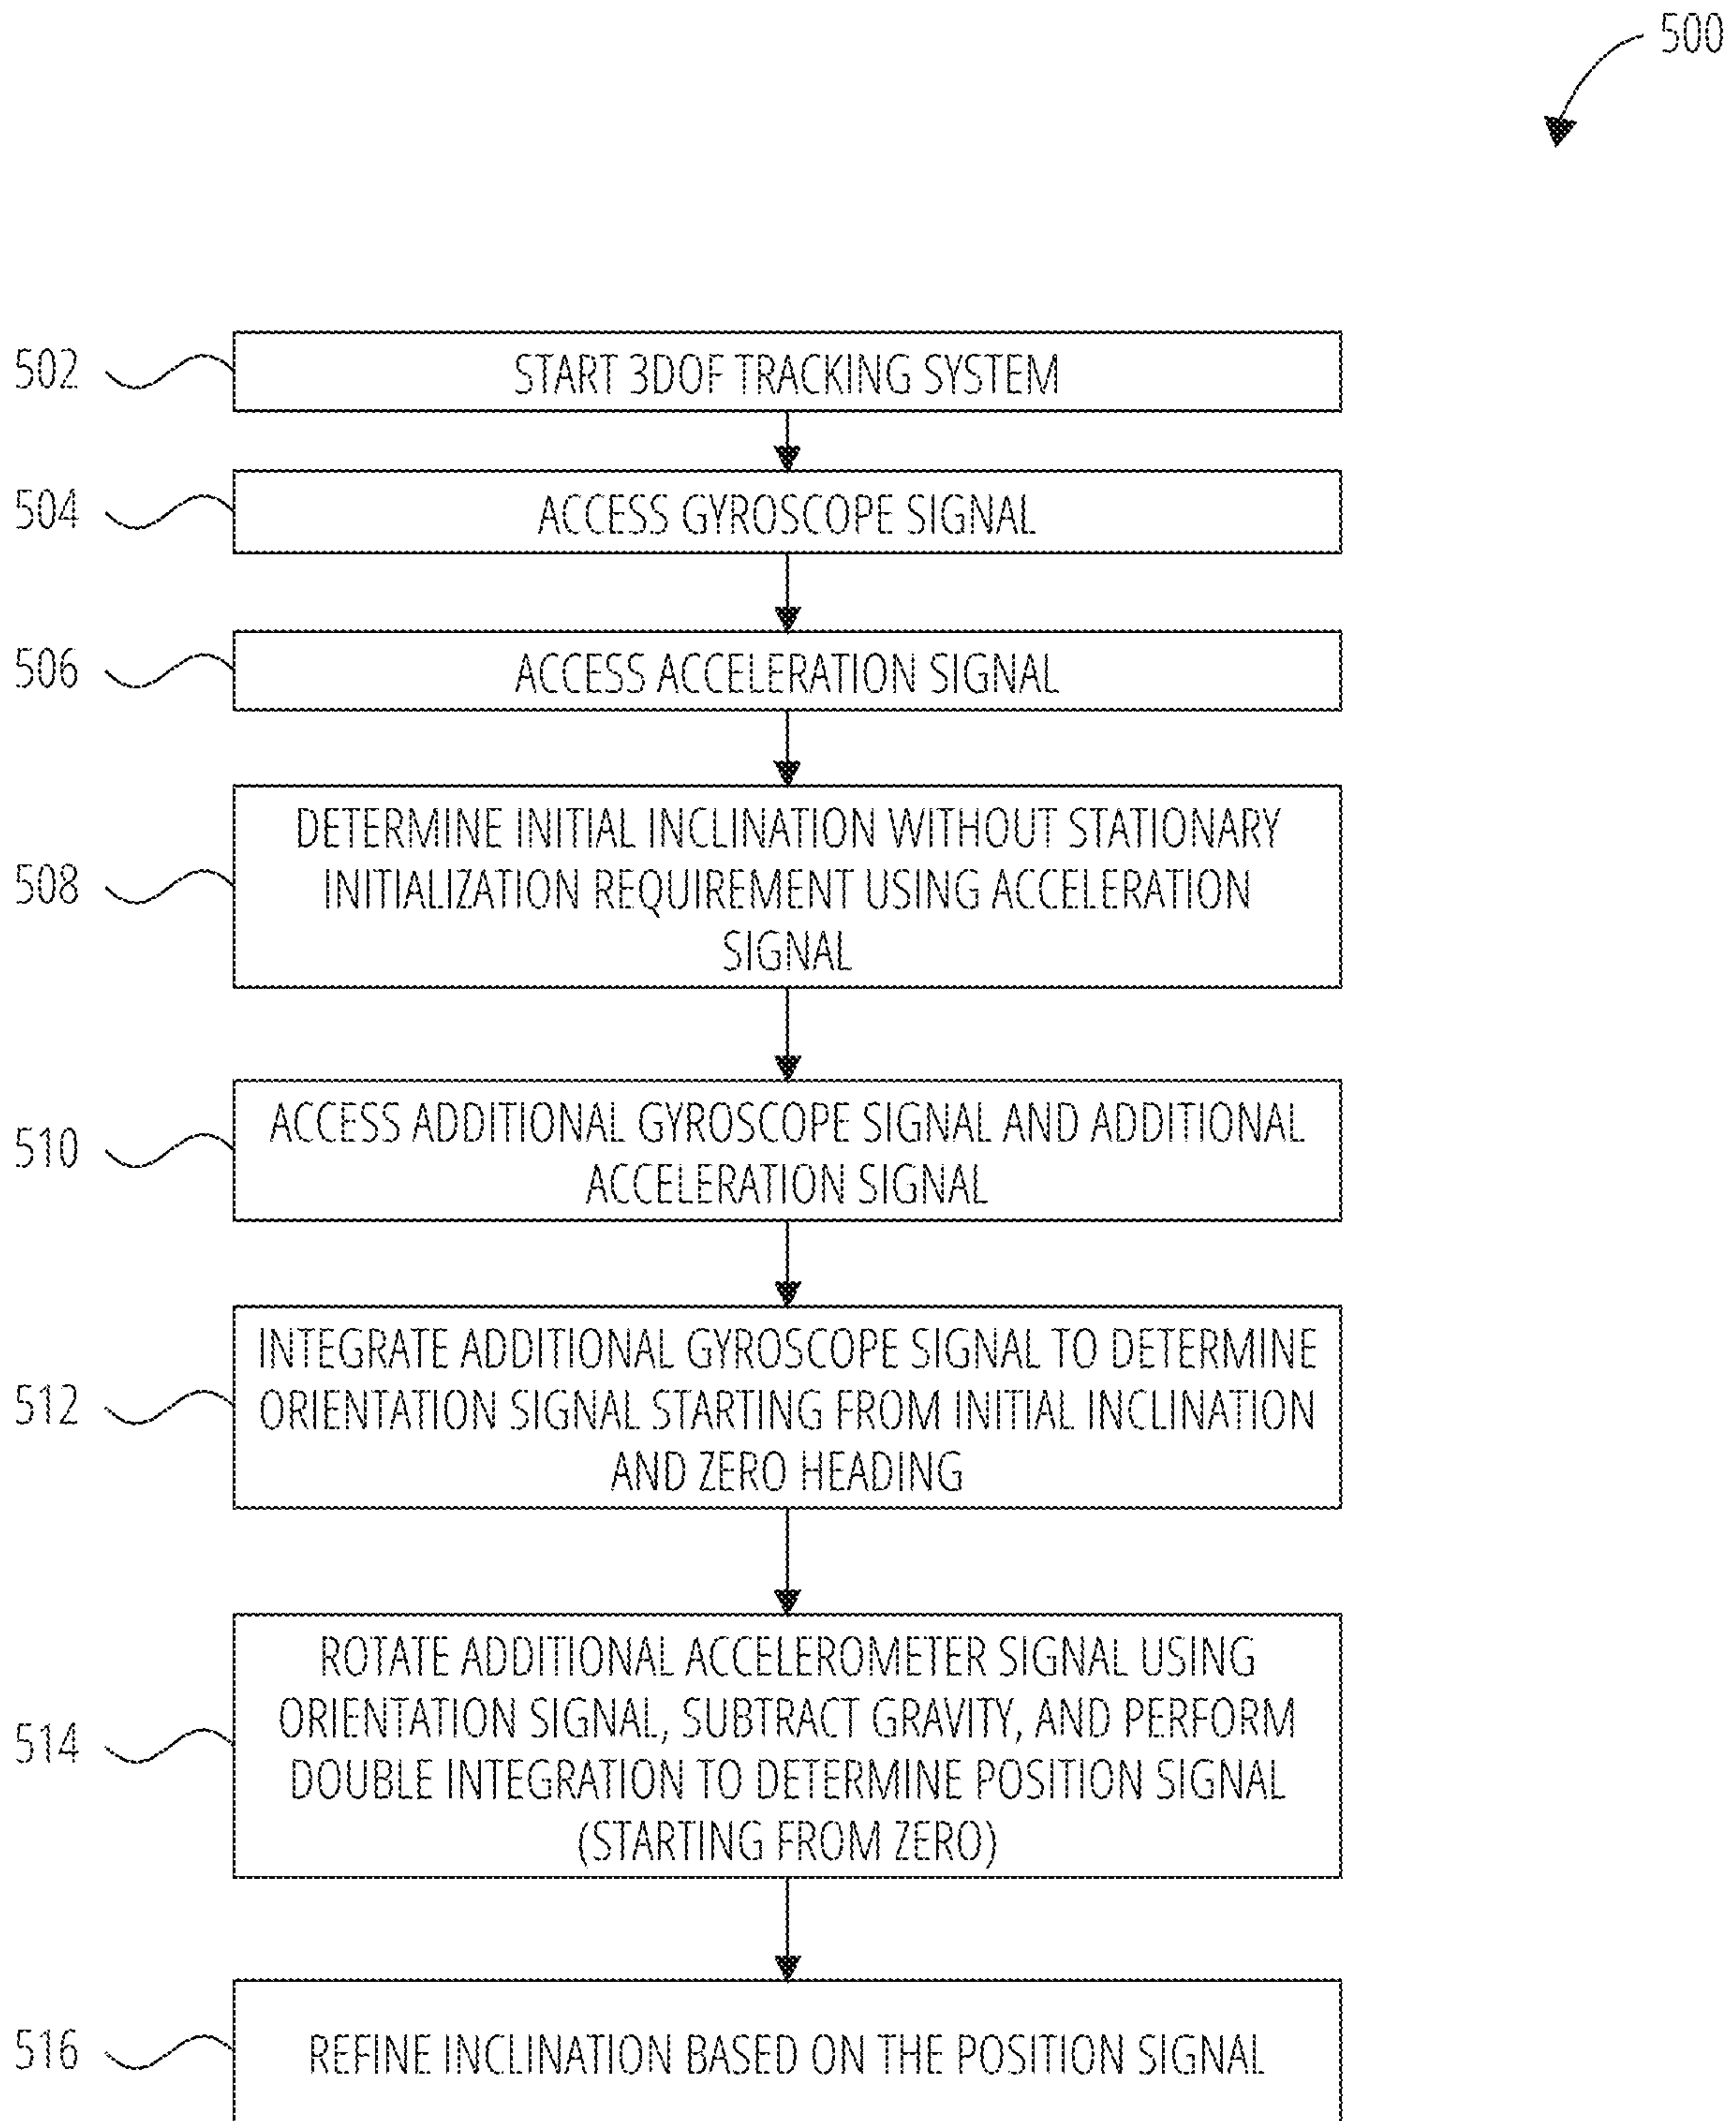 500
502
START 3DOF TRACKING SYSTEM
504
ACCESS GYROSCOPE SIGNAL
506
ACCESS ACCELERATION SIGNAL
508
DETERMINE INITIAL INCLINATION WITHOUT STATIONARY
INITIALIZATION REQUIREMENT USING ACCELERATION
SIGNAL
510
ACCESS ADDITIONAL GYROSCOPE SIGNAL AND ADDITIONAL
ACCELERATION SIGNAL
512
INTEGRATE ADDITIONAL GYROSCOPE SIGNAL TO DETERMINE
ORIENTATION SIGNAL STARTING FROM INITIAL INCLINATION
AND ZERO HEADING
514
ROTATE ADDITIONAL ACCELEROMETER SIGNAL USING
ORIENTATION SIGNAL, SUBTRACT GRAVITY, AND PERFORM
DOUBLE INTEGRATION TO DETERMINE POSITION SIGNAL
(STARTING FROM ZERO)
516
REFINE INCLINATION BASED ON THE POSITION SIGNAL